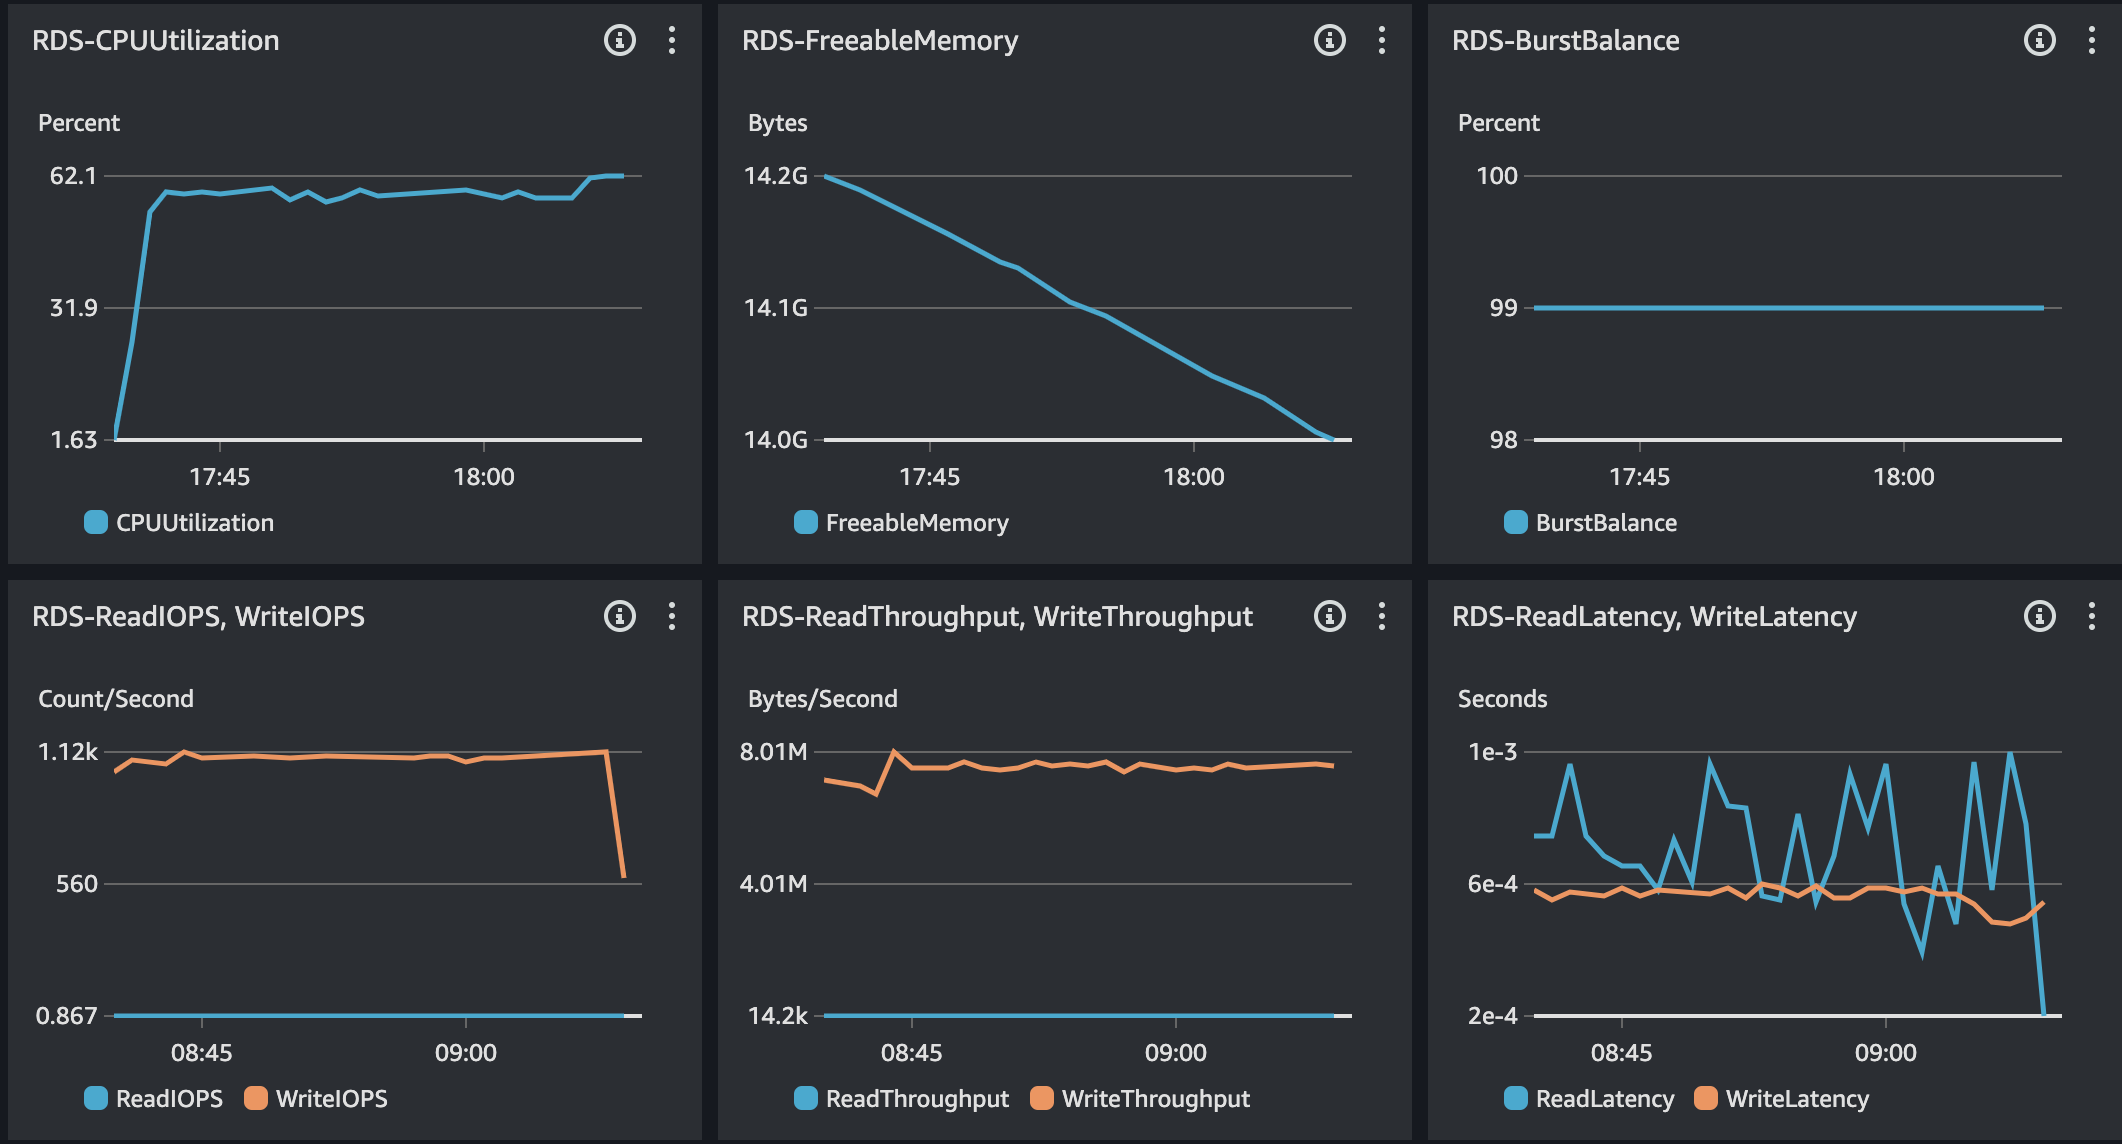 RDS-CPUUtilization
Percent
62.1
31.9
1.63
17:45 18:00
CPUUtilization
RDS-FreeableMemory
Bytes
14.2G
14.1G
14.0G
17:45 18:00
FreeableMemory
RDS-BurstBalance
Percent
100
99
98
17:45 18:00
BurstBalance
RDS-ReadIOPS, WriteIOPS
Count/Second
1.12k
560
0.867
08:45 09:00
ReadIOPS WriteIOPS
RDS-ReadThroughput, WriteThroughput
Bytes/Second
8.01M
4.01M
14.2k
08:45 09:00
ReadThroughput WriteThroughput
RDS-ReadLatency, WriteLatency
Seconds
1e-3
6e-4
2e-4
08:45 09:00
ReadLatency WriteLatency